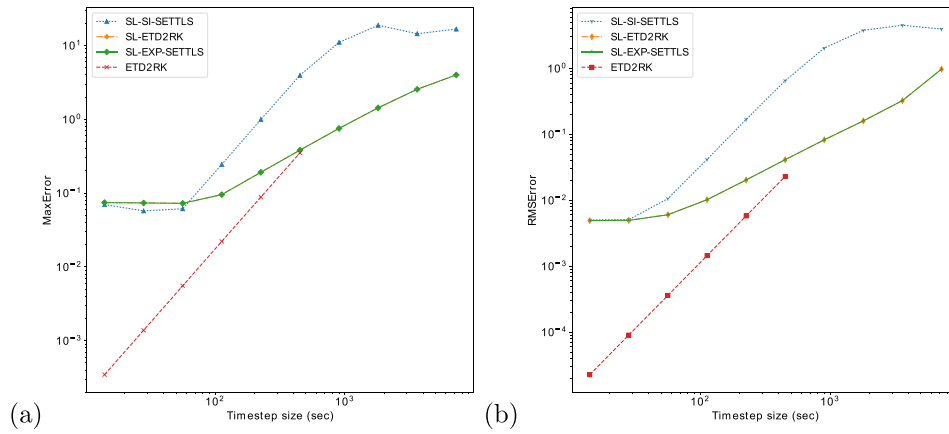 SL-SI-SETTLS
SL-ETD2RK
SL-EXP-SETTLS
ETD2RK
10^1
10^0
10^-1
10^-2
10^-3
MaxError
10^2
10^3
Timestep size (sec)
(a)
SL-SI-SETTLS
SL-ETD2RK
SL-EXP-SETTLS
ETD2RK
10^0
10^-1
10^-2
10^-3
10^-4
RMSError
10^2
10^3
Timestep size (sec)
(b)